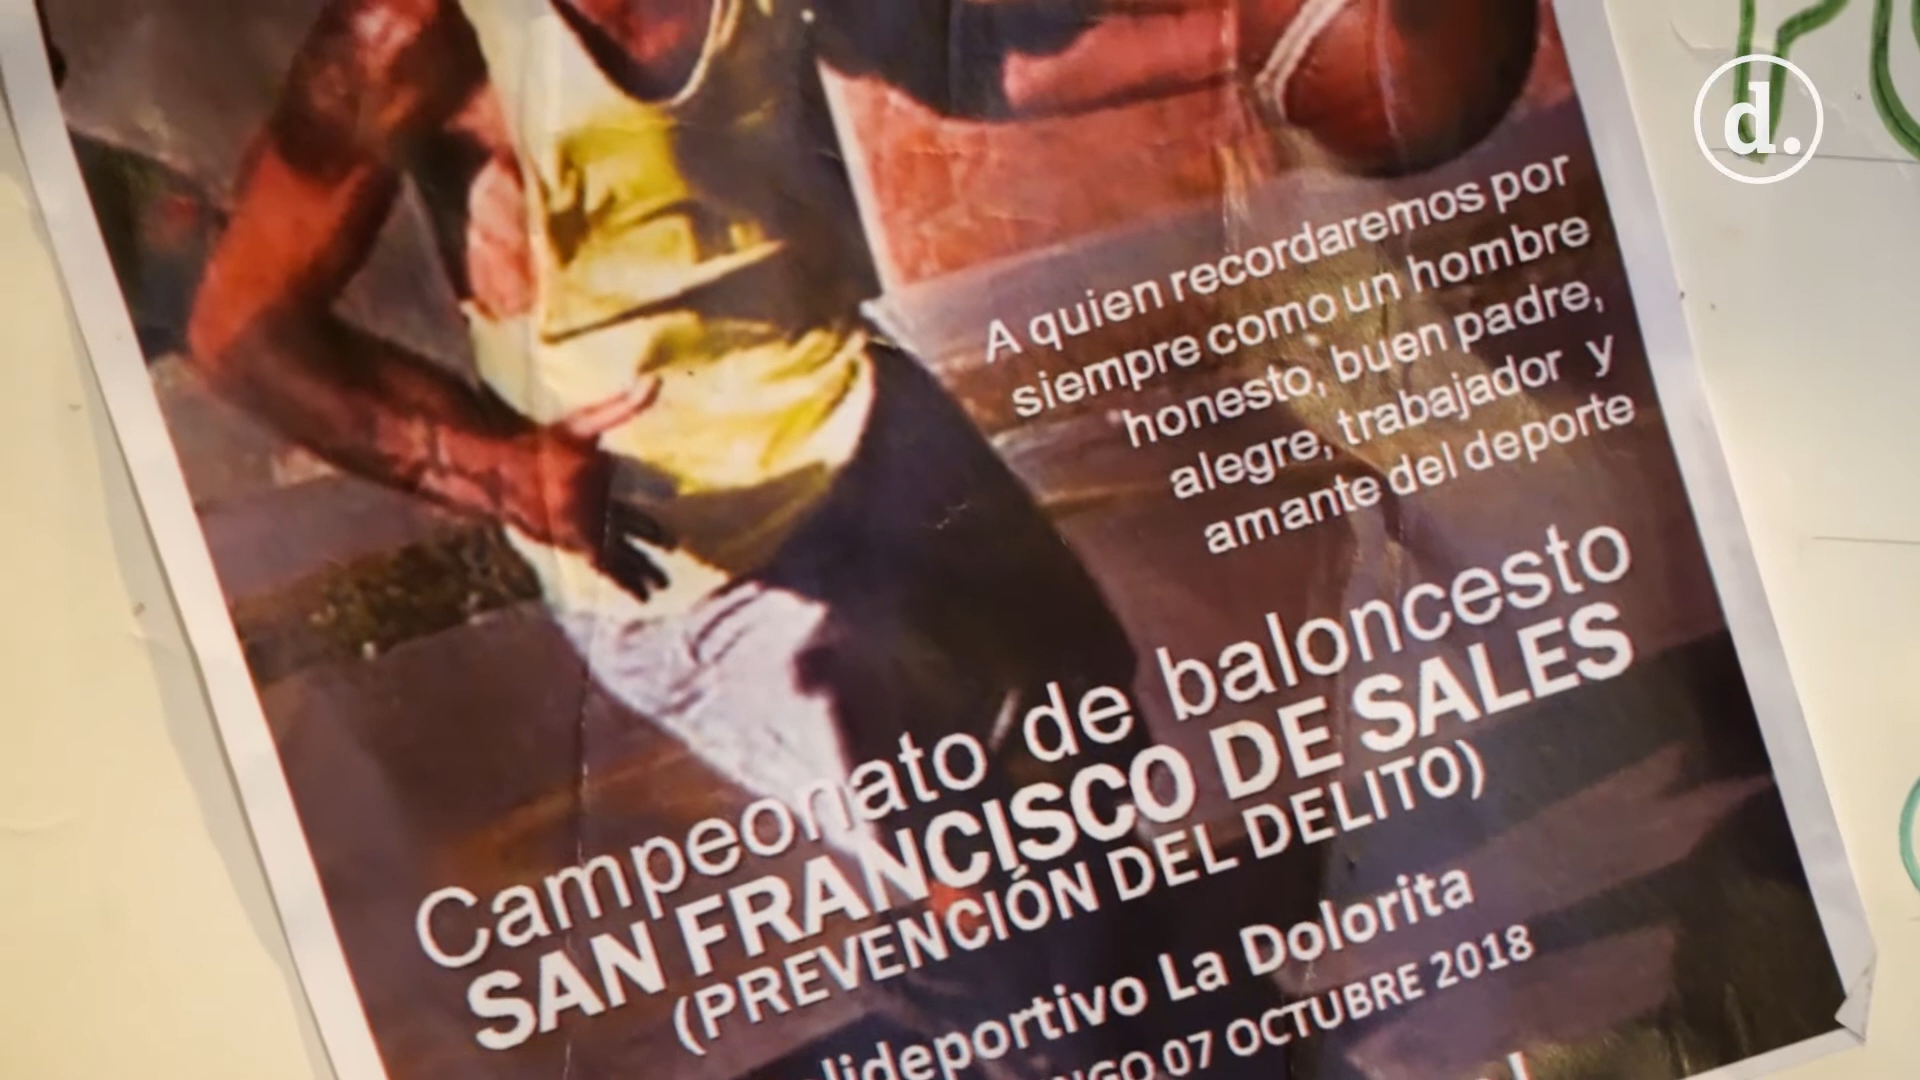 d.
A quien recordaremos por
siempre como un hombre
honesto, buen padre,
alegre, trabajador y
amante del deporte
Campeonato de baloncesto
SAN FRANCISCO DE SALES
(PREVENCIÓN DEL DELITO)
lideportivo La Dolorita
NGO 07 OCTUBRE 2018